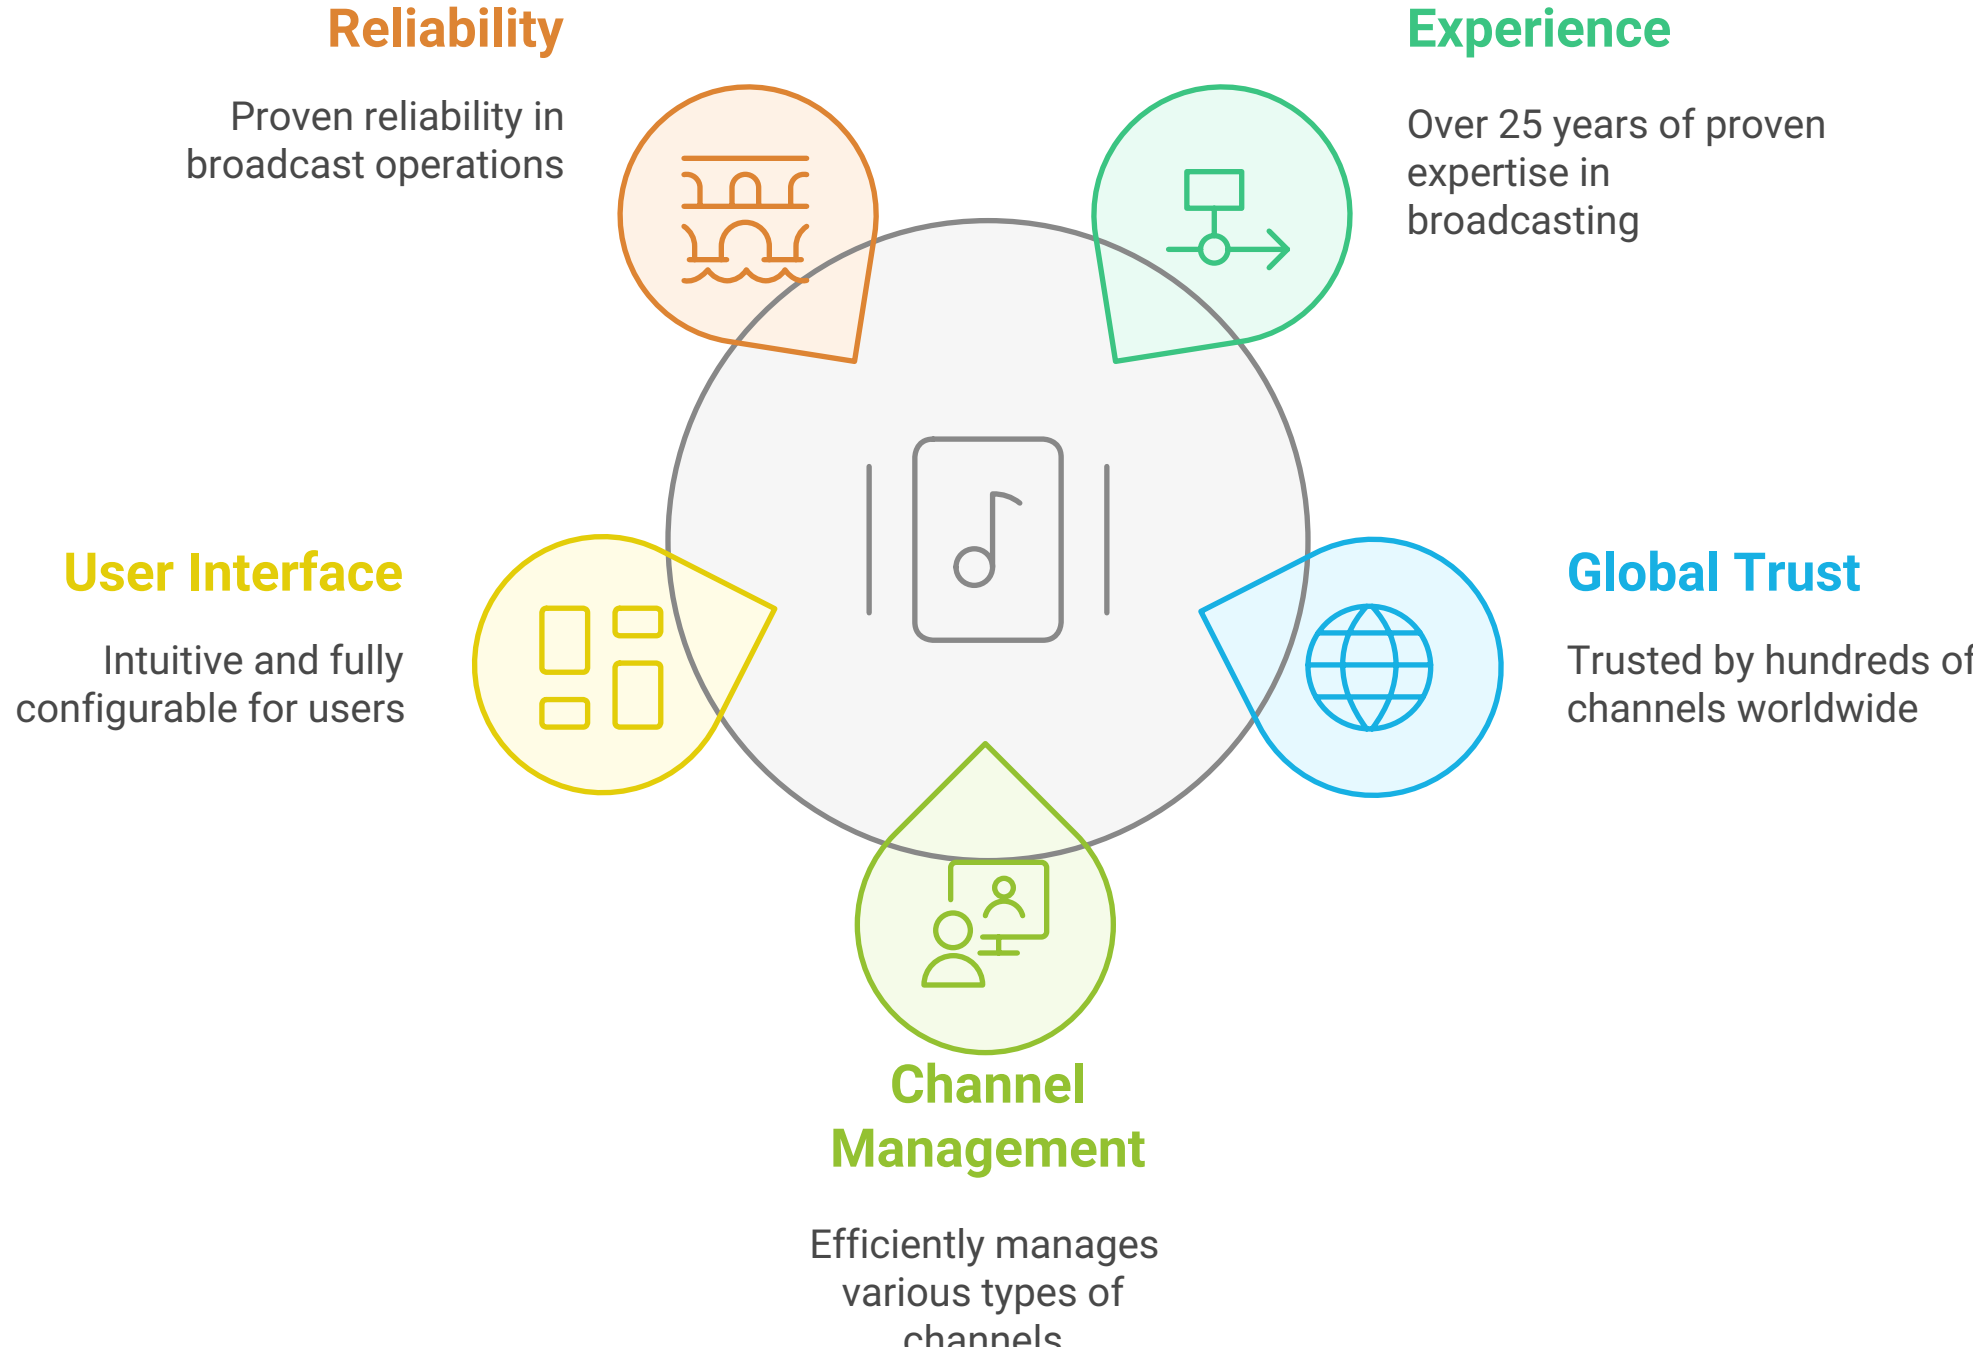 Reliability
Proven reliability in
broadcast operations
Experience
Over 25 years of proven
expertise in
broadcasting
User Interface
Intuitive and fully
configurable for users
Global Trust
Trusted by hundreds of
channels worldwide
Channel
Management
Efficiently manages
various types of
channels